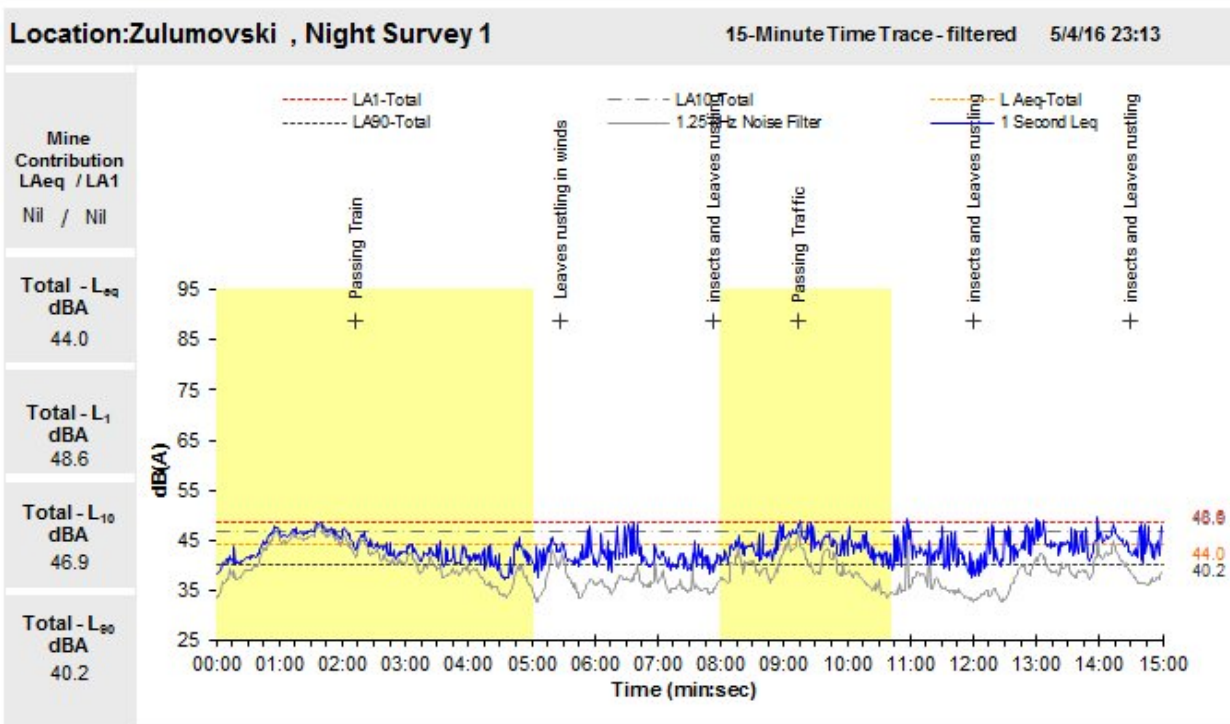 Location:Zulumovski , Night Survey 1
15-Minute Time Trace - filtered 5/4/16 23:13
Mine
Contribution
LAeq / LA1
Nil / Nil
Total - Leq
dBA
44.0
Total - L1
dBA
48.6
Total - L10
dBA
46.9
Total - L90
dBA
40.2
LA1-Total
LA10-Total
L Aeq-Total
LA90-Total
Noise Filter
1 Second Leq
Passing Train
Leaves rustling in winds
insects and Leaves rustling
Passing Traffic
insects and Leaves rustling
insects and Leaves rustling
95
85
75
65
55
45
35
25
dB(A)
44.0
40.2
00:00 01:00 02:00 03:00 04:00 05:00 06:00 07:00 08:00 09:00 10:00 11:00 12:00 13:00 14:00 15:00
Time (min:sec)